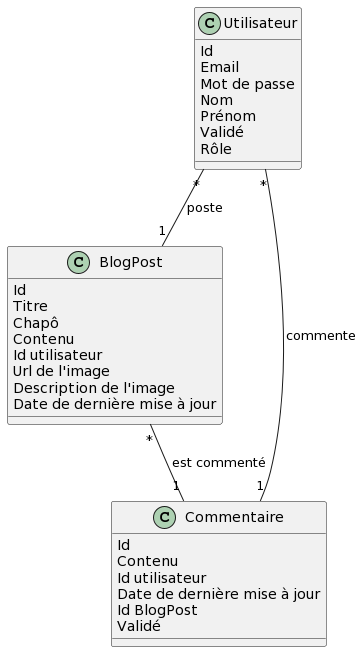 C Utilisateur
Id
Email
Mot de passe
Nom
Prénom
Validé
Rôle
* *
poste
1
C BlogPost
Id
Titre
Chapô
Contenu
Id utilisateur
Url de l'image
Description de l'image
Date de dernière mise à jour
commente
*
est commenté
1 1
C Commentaire
Id
Contenu
Id utilisateur
Date de dernière mise à jour
Id BlogPost
Validé